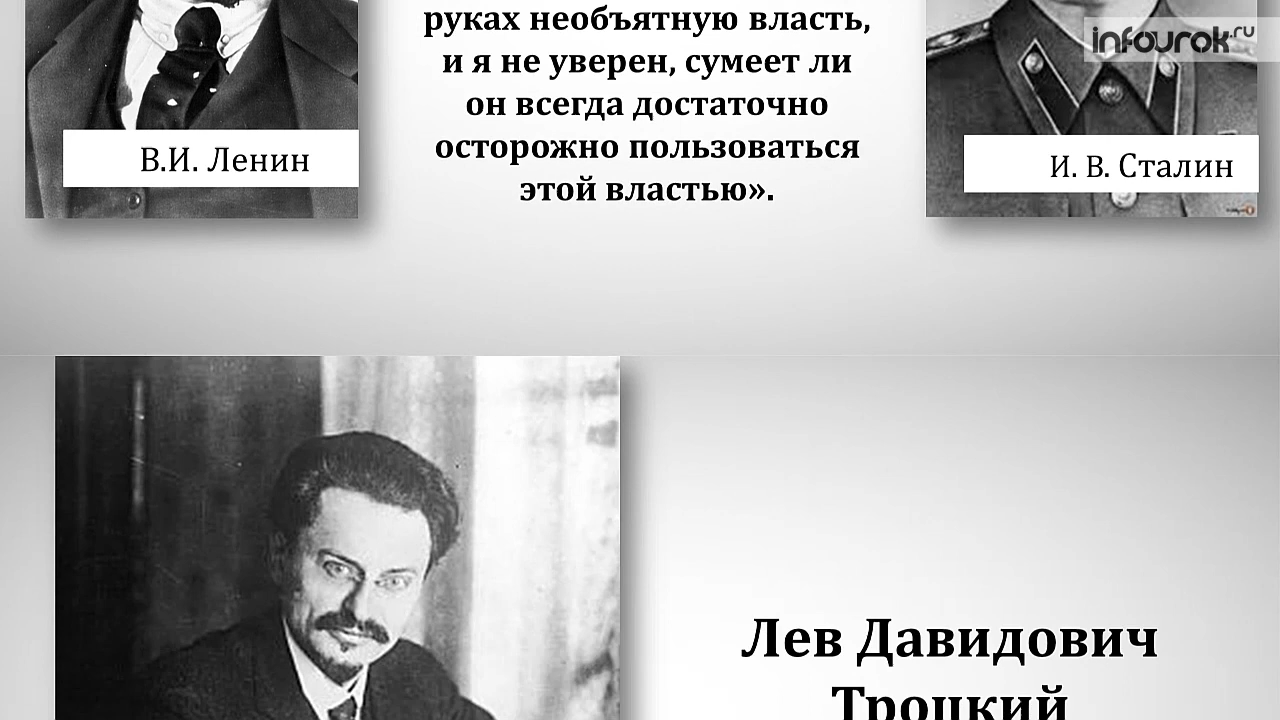 infourok.ru
руках необъятную власть,
и я не уверен, сумеет ли
он всегда достаточно
осторожно пользоваться
этой властью».
В.И. Ленин
И. В. Сталин
Лев Давидович
Троцкий